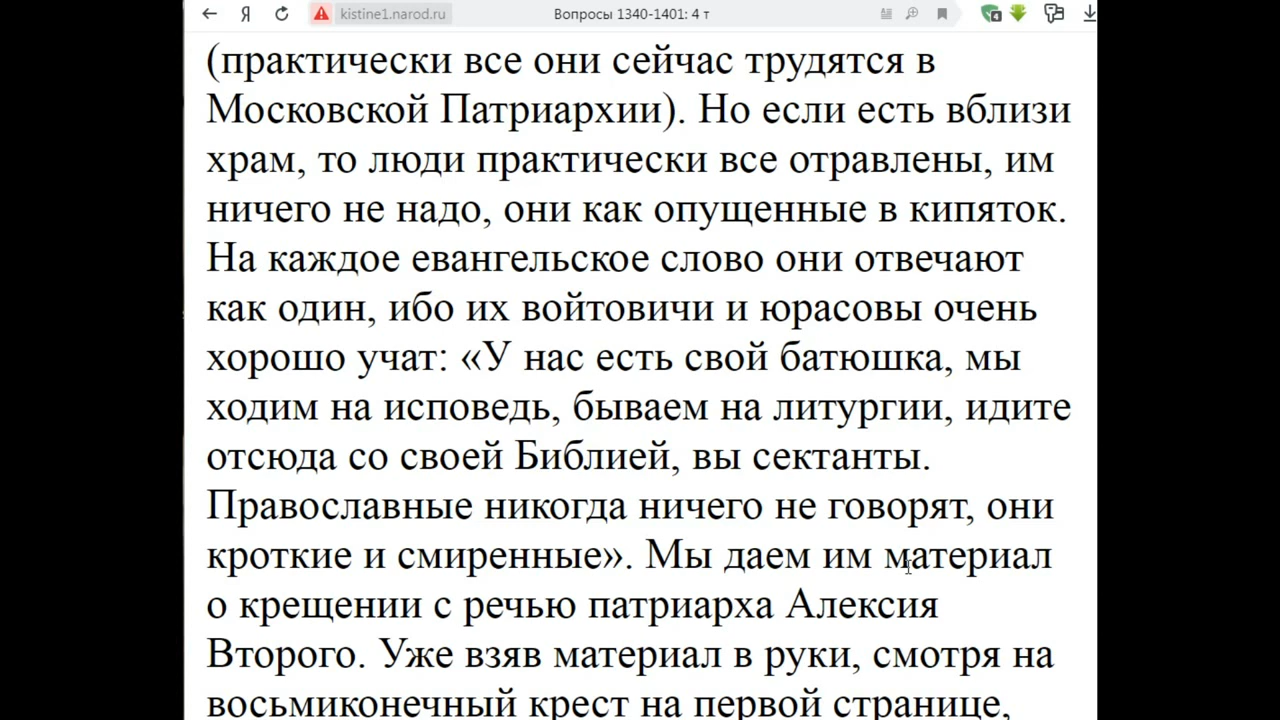 kistine1.narod.ru
Вопросы 1340-1401: 4 т
4
(практически все они сейчас трудятся в
Московской Патриархии). Но если есть вблизи
храм, то люди практически все отравлены, им
ничего не надо, они как опущенные в кипяток.
На каждое евангельское слово они отвечают
как один, ибо их войтовичи и юрасовы очень
хорошо учат: «У нас есть свой батюшка, мы
ходим на исповедь, бываем на литургии, идите
отсюда со своей Библией, вы сектанты.
Православные никогда ничего не говорят, они
кроткие и смиренные». Мы даем им материал
о крещении с речью патриарха Алексия
Второго. Уже взяв материал в руки, смотря на
восьмиконечный крест на первой странице,